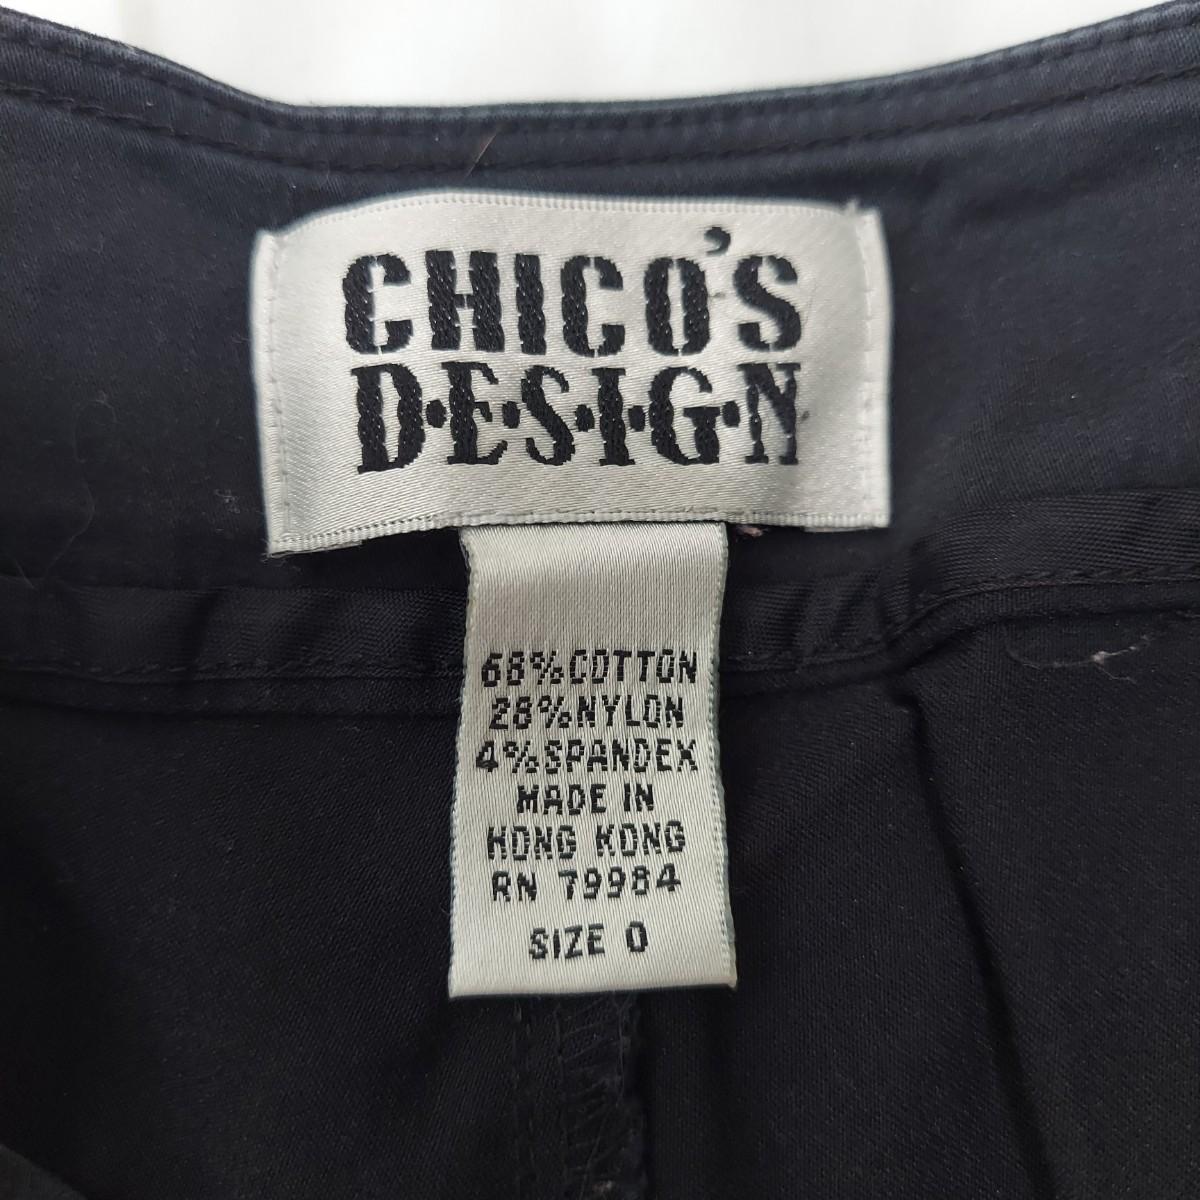 CHICO'S
D·E·S·I·G·N
68%COTTON
28%NYLON
4%SPANDEX
MADE IN
HONG KONG
RN 79984
SIZE 0